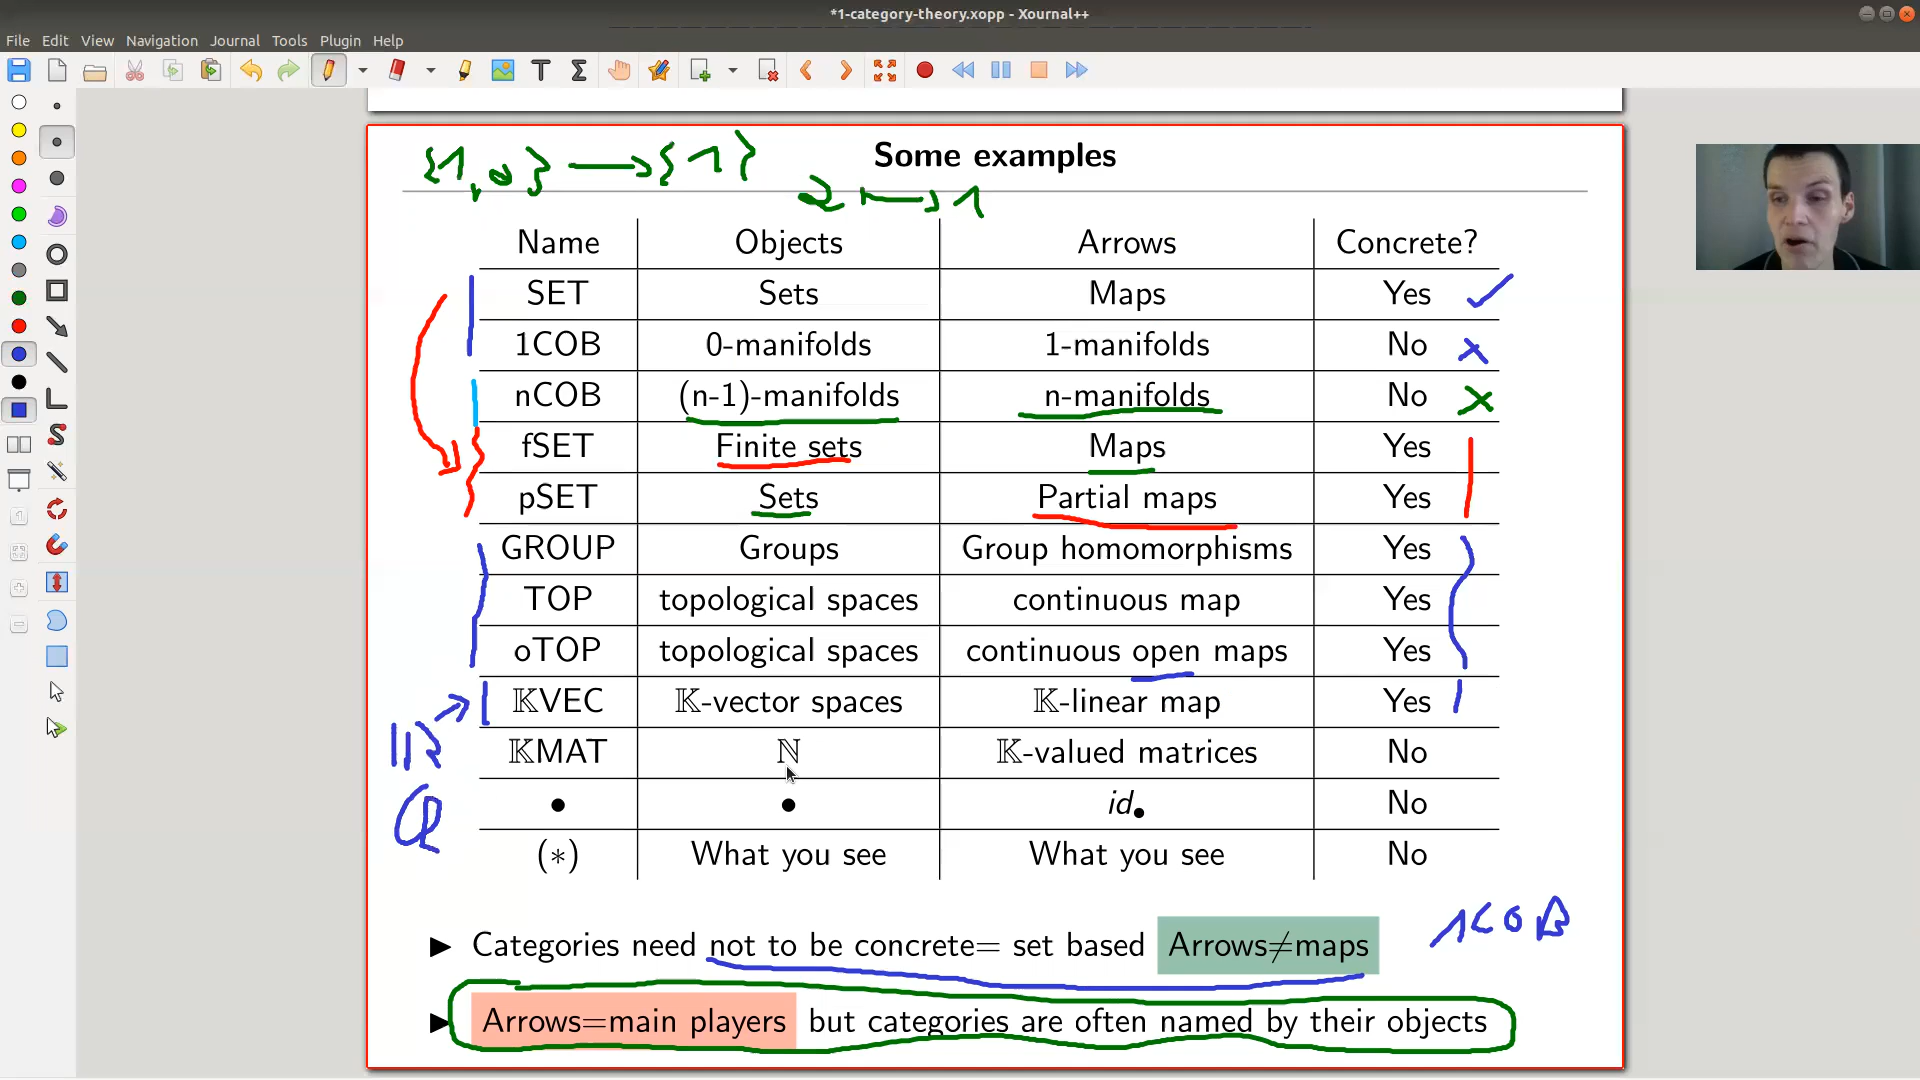 *1-category-theory.xopp - Xournal++
File Edit View Navigation Journal Tools Plugin Help
{1, } → {1}
Some examples
2 ↦ 1
Name Objects Arrows Concrete?
SET Sets Maps Yes ✓
1COB 0-manifolds 1-manifolds No ×
nCOB (n-1)-manifolds n-manifolds No ×
fSET Finite sets Maps Yes
pSET Sets Partial maps Yes
GROUP Groups Group homomorphisms Yes
TOP topological spaces continuous map Yes
oTOP topological spaces continuous open maps Yes
𝕂VEC 𝕂-vector spaces 𝕂-linear map Yes
ℝ
𝕂MAT ℕ 𝕂-valued matrices No
• • id• No
(∗) What you see What you see No
1COB
▶ Categories need not to be concrete= set based Arrows≠maps
▶ Arrows=main players but categories are often named by their objects